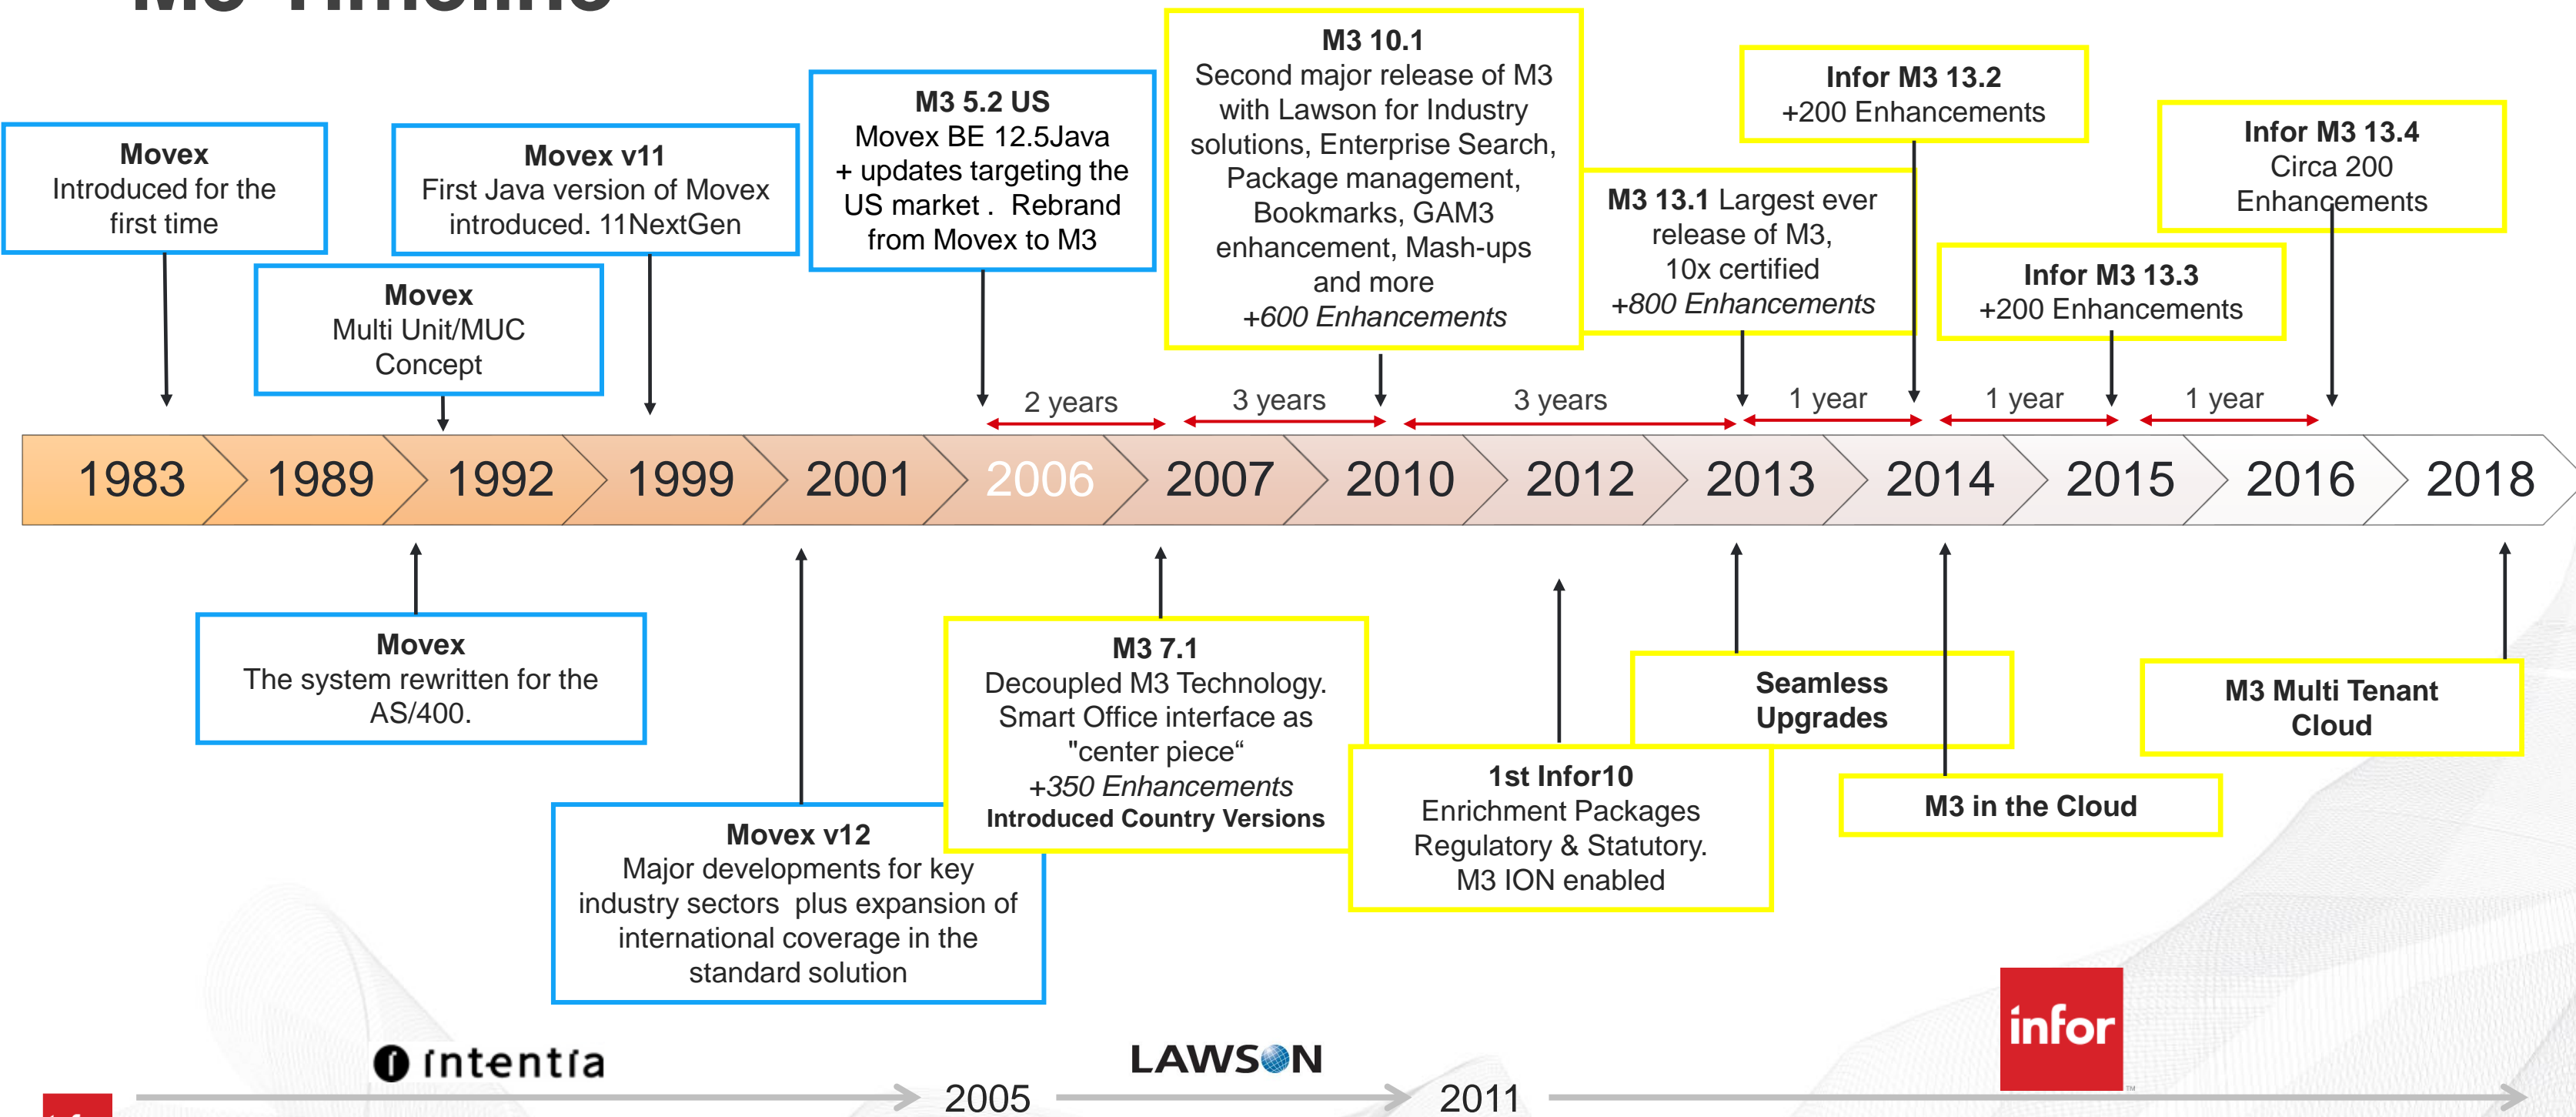 M3 Timeline
Movex
Introduced for the
first time
Movex
Multi Unit/MUC
Concept
Movex v11
First Java version of Movex
introduced. 11NextGen
M3 5.2 US
Movex BE 12.5Java
+ updates targeting the
US market .  Rebrand
from Movex to M3
M3 10.1
Second major release of M3
with Lawson for Industry
solutions, Enterprise Search,
Package management,
Bookmarks, GAM3
enhancement, Mash-ups
and more
+600 Enhancements
M3 13.1 Largest ever
release of M3,
10x certified
+800 Enhancements
Infor M3 13.2
+200 Enhancements
Infor M3 13.3
+200 Enhancements
Infor M3 13.4
Circa 200
Enhancements
2 years
3 years
3 years
1 year
1 year
1 year
1983
1989
1992
1999
2001
2006
2007
2010
2012
2013
2014
2015
2016
2018
Movex
The system rewritten for the
AS/400.
Movex v12
Major developments for key
industry sectors  plus expansion of
international coverage in the
standard solution
M3 7.1
Decoupled M3 Technology.
Smart Office interface as
"center piece“
+350 Enhancements
Introduced Country Versions
1st Infor10
Enrichment Packages
Regulatory & Statutory.
M3 ION enabled
Seamless
Upgrades
M3 in the Cloud
M3 Multi Tenant
Cloud
intentia
LAWSON
infor
TM
2005
2011